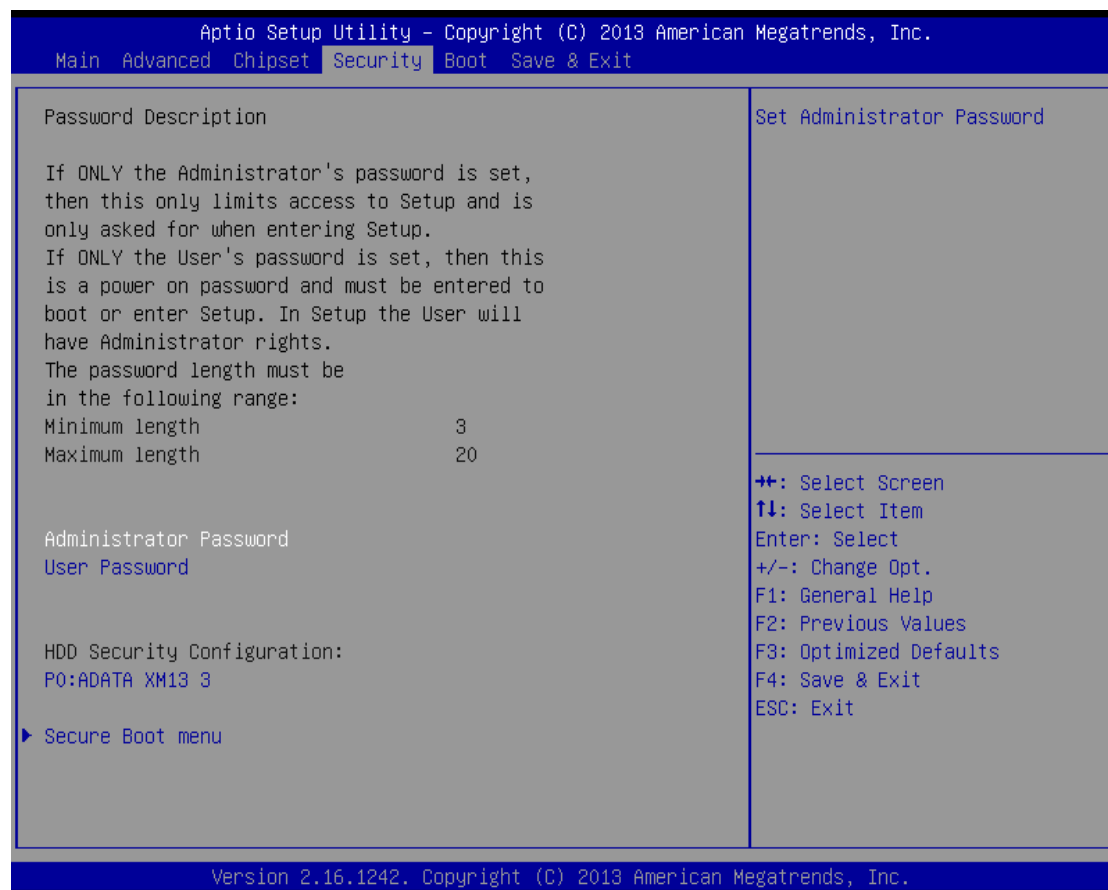 Aptio Setup Utility – Copyright (C) 2013 American Megatrends, Inc.
Main Advanced Chipset Security Boot Save & Exit
Password Description
If ONLY the Administrator's password is set,
then this only limits access to Setup and is
only asked for when entering Setup.
If ONLY the User's password is set, then this
is a power on password and must be entered to
boot or enter Setup. In Setup the User will
have Administrator rights.
The password length must be
in the following range:
Minimum length 3
Maximum length 20
Administrator Password
User Password
HDD Security Configuration:
P0:ADATA XM13 3
Secure Boot menu
Set Administrator Password
→←: Select Screen
↑↓: Select Item
Enter: Select
+/-: Change Opt.
F1: General Help
F2: Previous Values
F3: Optimized Defaults
F4: Save & Exit
ESC: Exit
Version 2.16.1242. Copyright (C) 2013 American Megatrends, Inc.